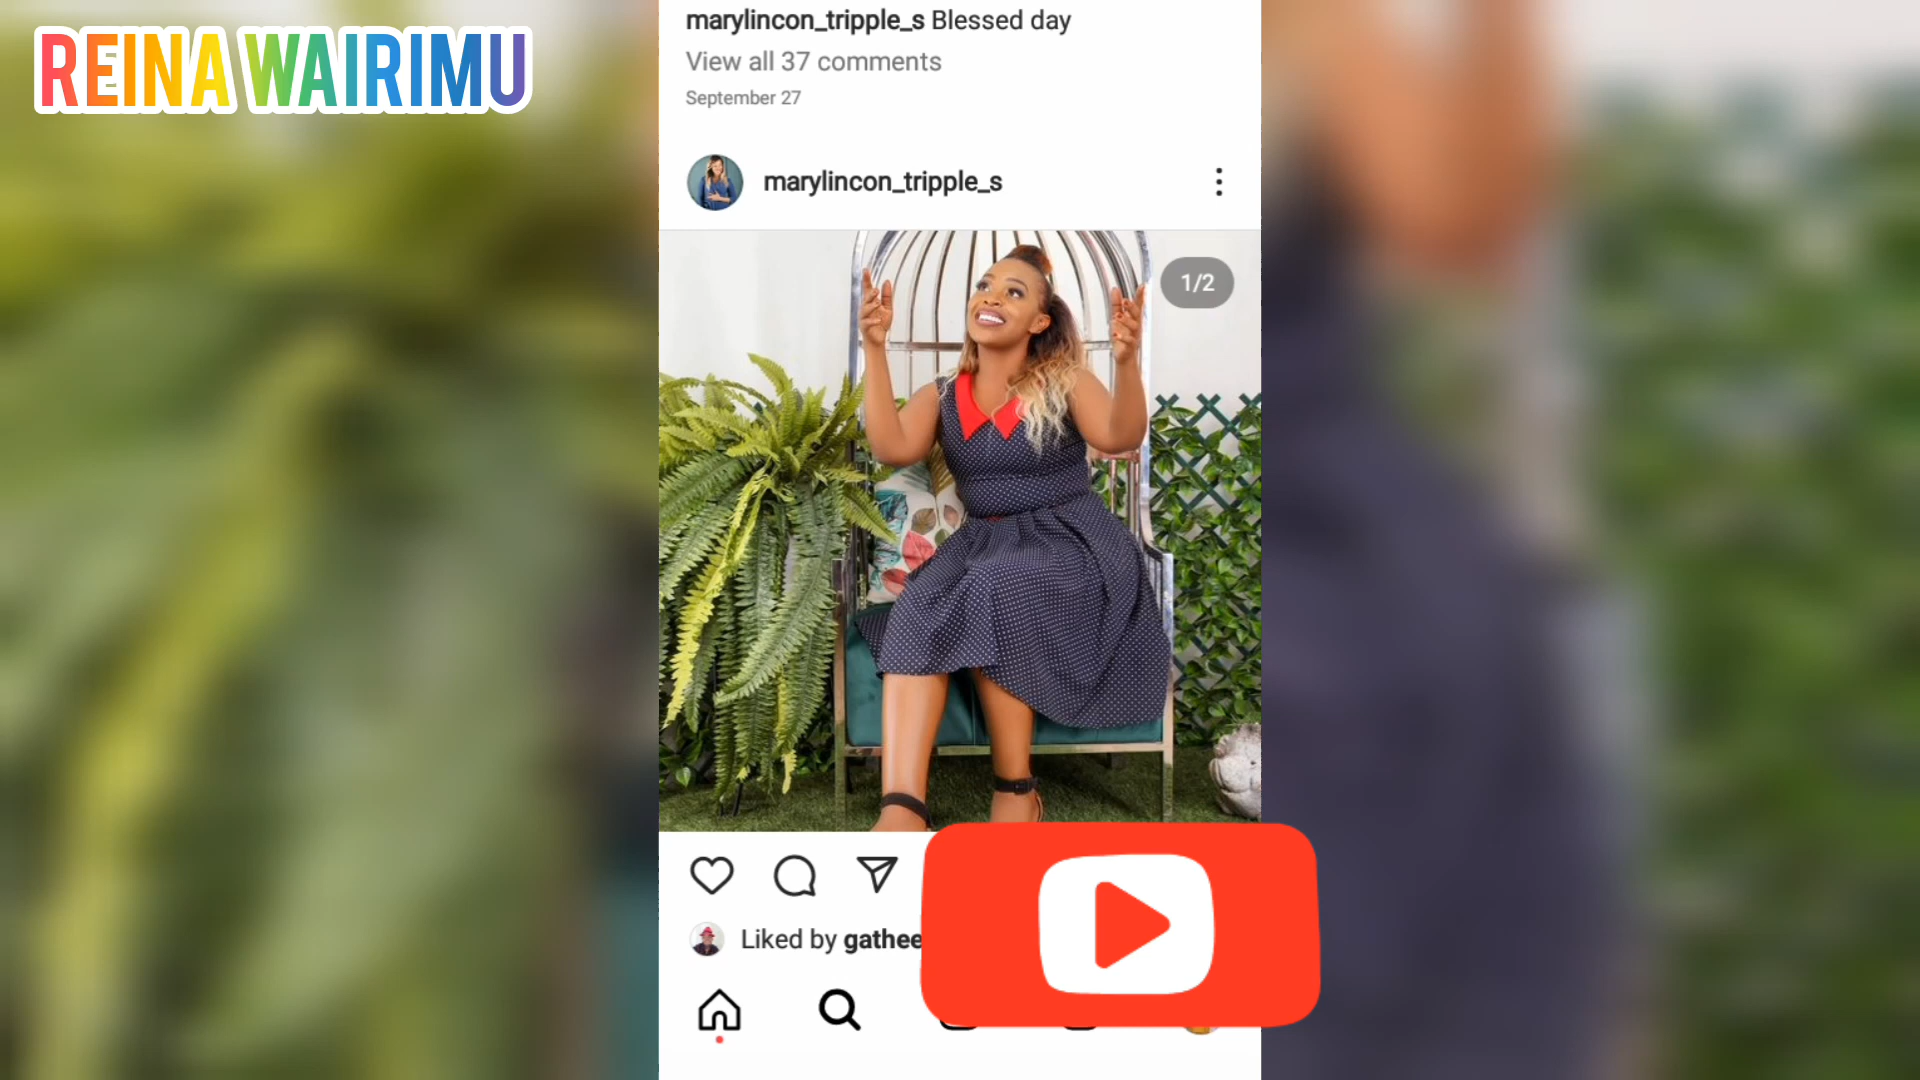 REINA WAIRIMU
marylincon_tripple_s Blessed day
View all 37 comments
September 27
marylincon_tripple_s
1/2
Liked by gathee